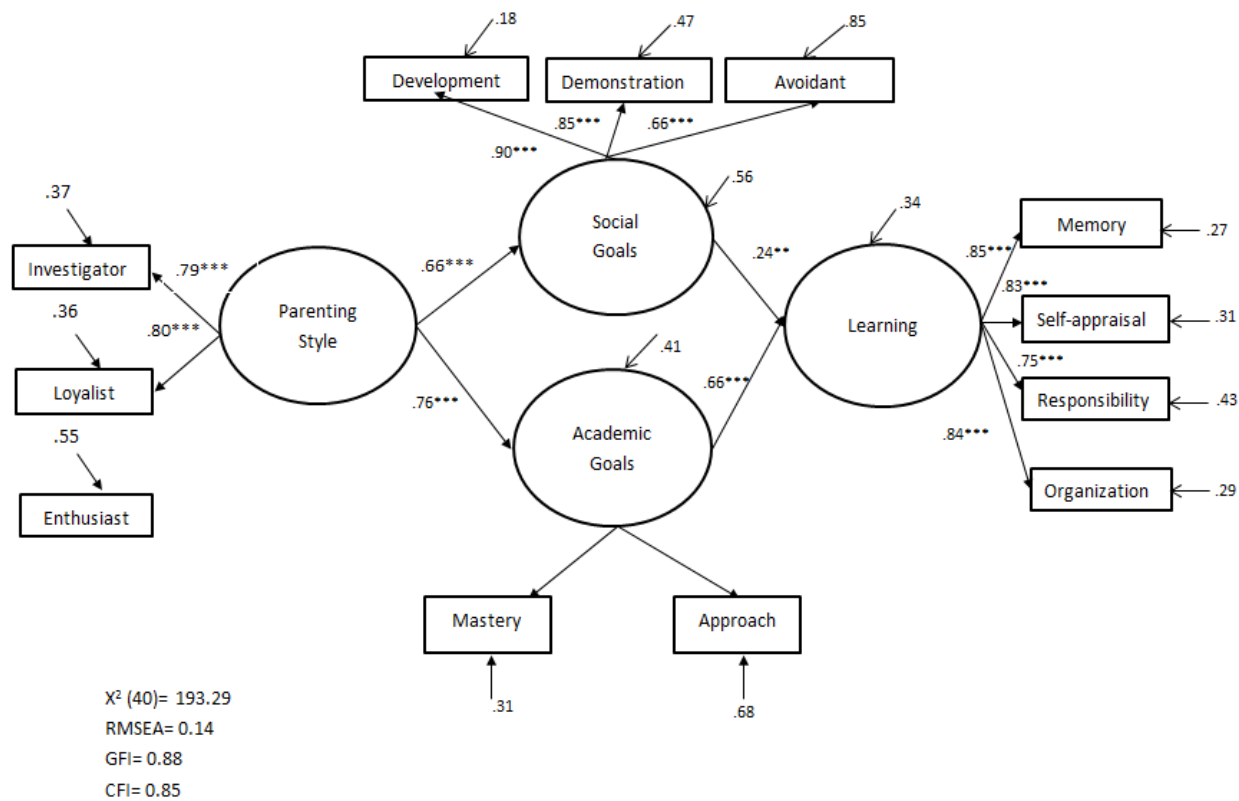 .18
.47
.85
Development
Demonstration
Avoidant
.85***
.66***
.90***
.56
.37
Social
Goals
.34
Memory
.27
Investigator
.79***
.66***
.24**
.85***
.83***
.36
.80***
Parenting
Style
Learning
Self-appraisal
.31
.41
.75***
Loyalist
.76***
.66***
Responsibility
.43
.55
Academic
Goals
.84***
Enthusiast
Organization
.29
Mastery
Approach
.31
.68
X² (40)= 193.29
RMSEA= 0.14
GFI= 0.88
CFI= 0.85